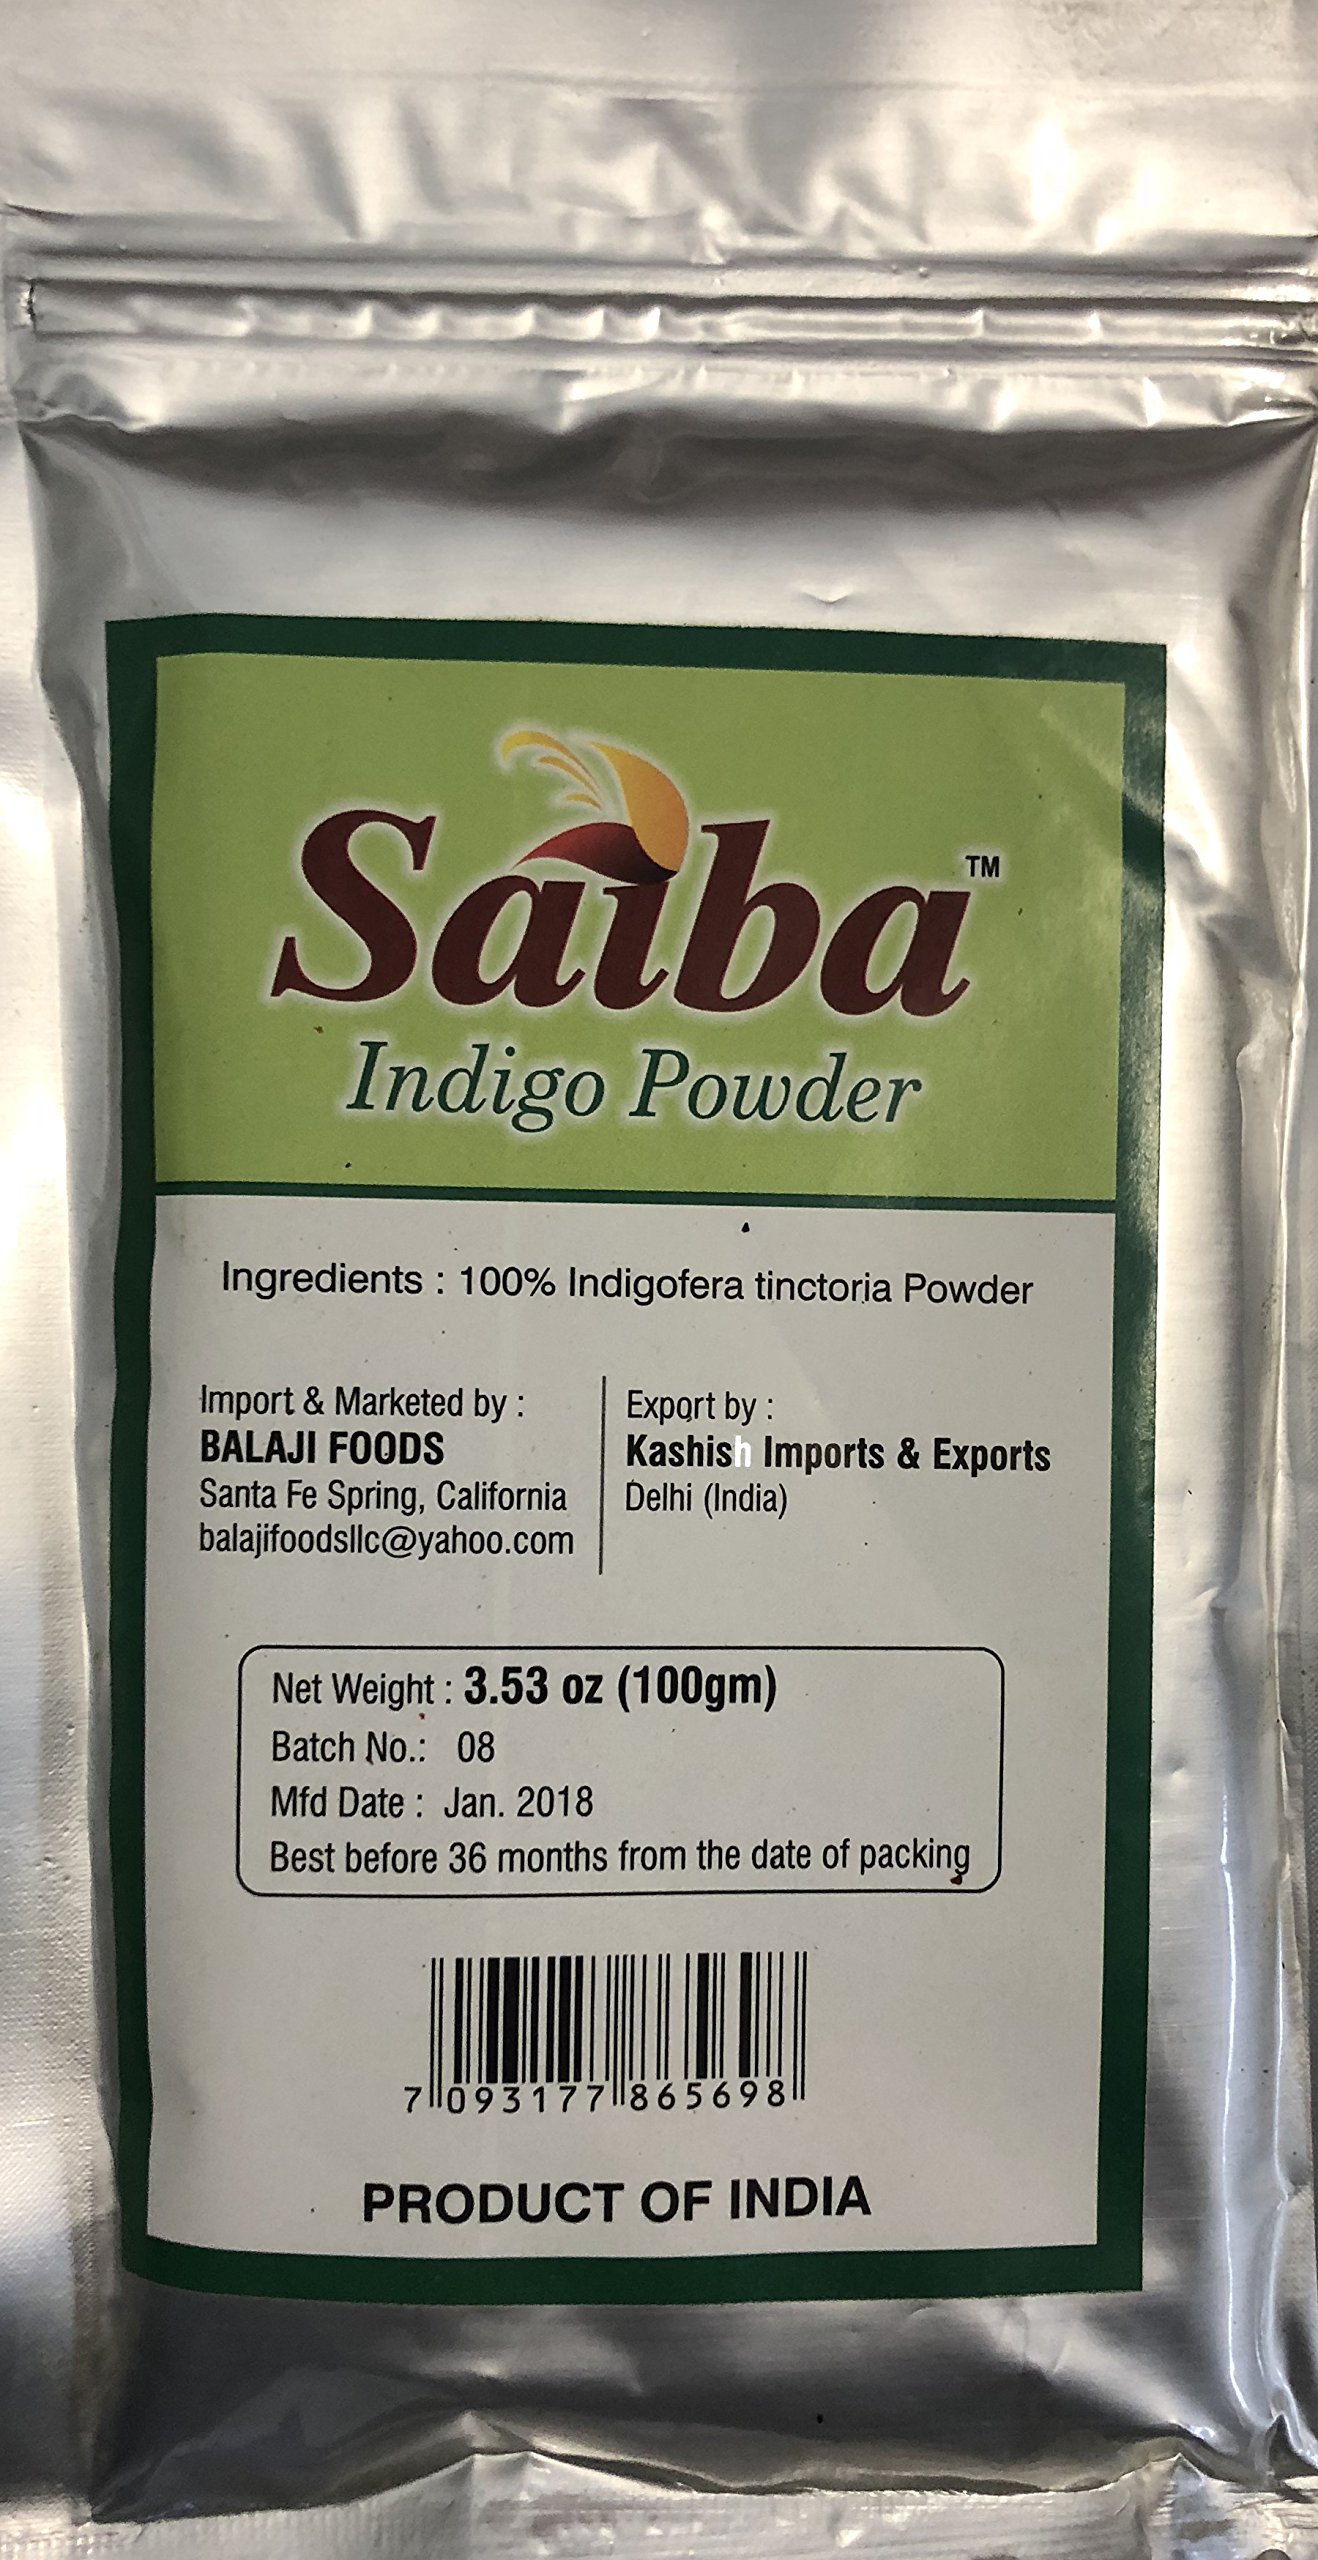 Saiba™
Indigo Powder
Ingredients : 100% Indigofera tinctoria Powder
Import & Marketed by :
BALAJI FOODS
Santa Fe Spring, California
balajifoodsllc@yahoo.com
Export by :
Kashish Imports & Exports
Delhi (India)
Net Weight : 3.53 oz (100gm)
Batch No.: 08
Mfd Date : Jan. 2018
Best before 36 months from the date of packing
7 093177 865698
PRODUCT OF INDIA